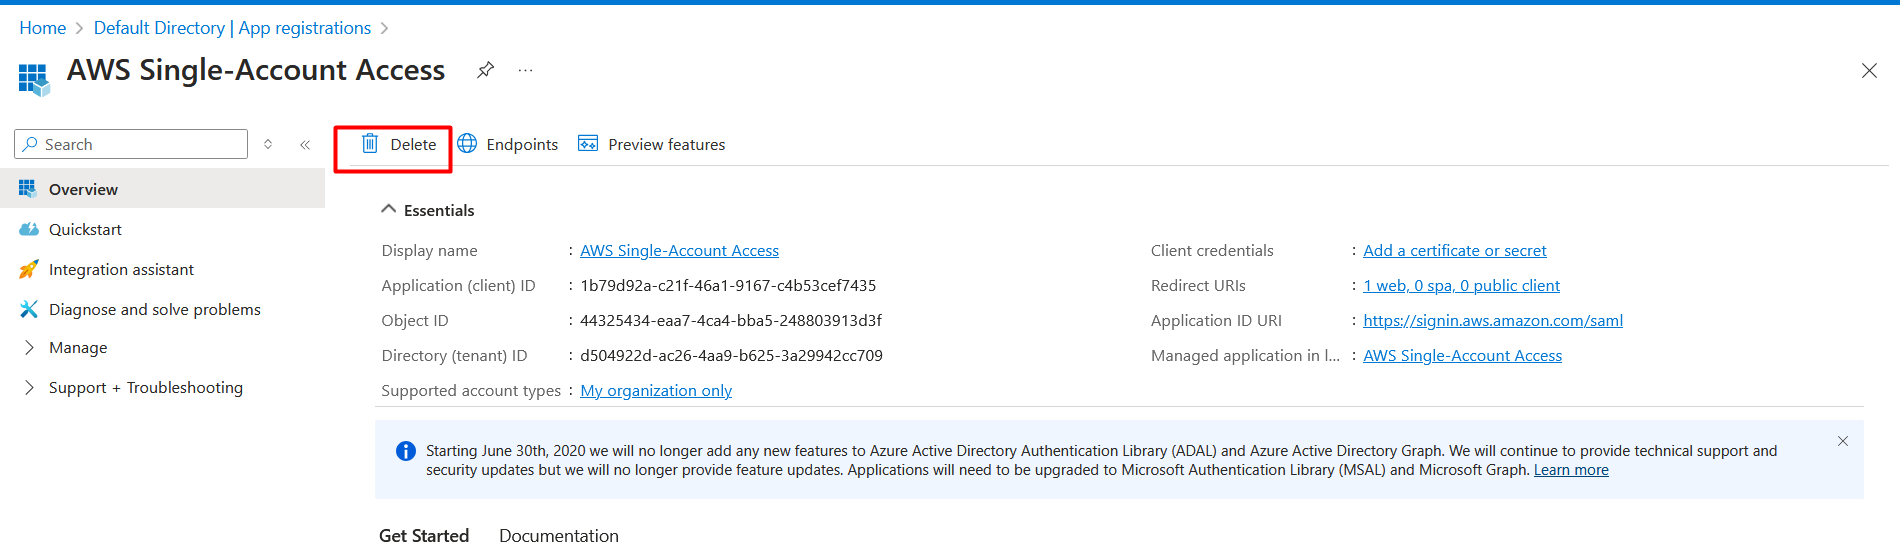 Home > Default Directory | App registrations >
AWS Single-Account Access
Search
Delete
Endpoints
Preview features
Overview
Quickstart
Integration assistant
Diagnose and solve problems
Manage
Support + Troubleshooting
Essentials
Display name : AWS Single-Account Access
Application (client) ID : 1b79d92a-c21f-46a1-9167-c4b53cef7435
Object ID : 44325434-eaa7-4ca4-bba5-248803913d3f
Directory (tenant) ID : d504922d-ac26-4aa9-b625-3a29942cc709
Supported account types : My organization only
Client credentials : Add a certificate or secret
Redirect URIs : 1 web, 0 spa, 0 public client
Application ID URI : https://signin.aws.amazon.com/saml
Managed application in l... : AWS Single-Account Access
Starting June 30th, 2020 we will no longer add any new features to Azure Active Directory Authentication Library (ADAL) and Azure Active Directory Graph. We will continue to provide technical support and
security updates but we will no longer provide feature updates. Applications will need to be upgraded to Microsoft Authentication Library (MSAL) and Microsoft Graph. Learn more
Get Started
Documentation